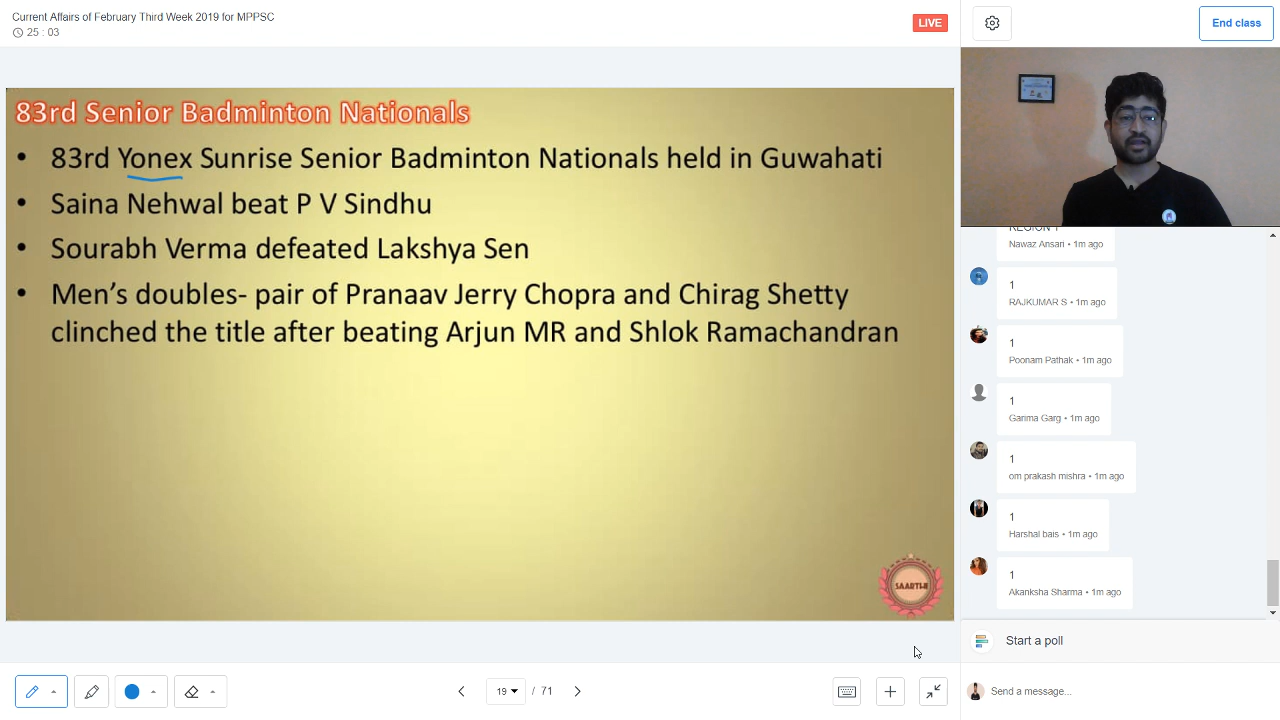 Current Affairs of February Third Week 2019 for MPPSC
25 : 03
LIVE
End class
83rd Senior Badminton Nationals
• 83rd Yonex Sunrise Senior Badminton Nationals held in Guwahati
• Saina Nehwal beat P V Sindhu
• Sourabh Verma defeated Lakshya Sen
• Men's doubles- pair of Pranaav Jerry Chopra and Chirag Shetty
clinched the title after beating Arjun MR and Shlok Ramachandran
SAARTHI
Nawaz Ansari • 1m ago
1
RAJKUMAR S • 1m ago
1
Poonam Pathak • 1m ago
1
Garima Garg • 1m ago
1
om prakash mishra • 1m ago
1
Harshal bais • 1m ago
1
Akanksha Sharma • 1m ago
Start a poll
19 / 71
Send a message...